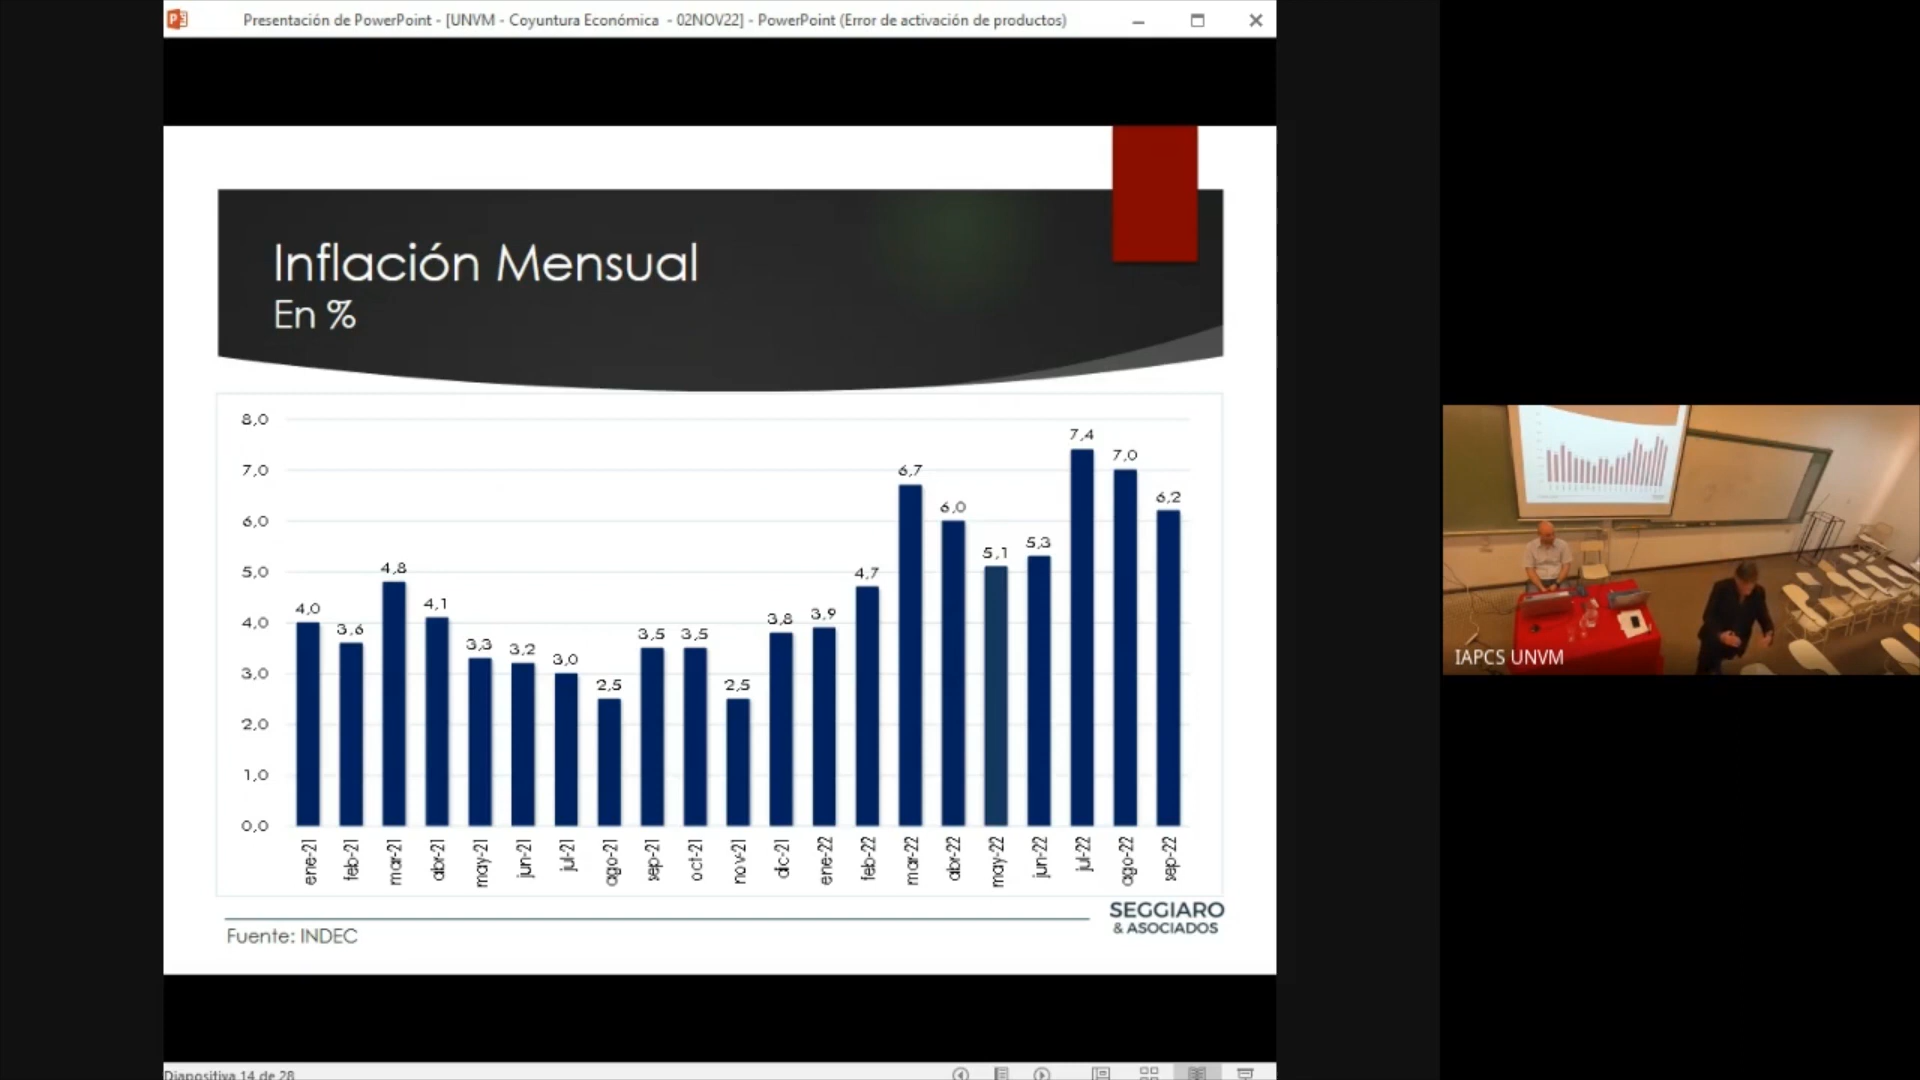 Presentación de PowerPoint - [UNVM - Coyuntura Económica - 02NOV22] - PowerPoint (Error de activación de productos)
Inflación Mensual
En %
8,0
7,0
6,0
5,0
4,0
3,0
2,0
1,0
0,0
4,0
3,6
4,8
4,1
3,3
3,2
3,0
2,5
3,5
3,5
2,5
3,8
3,9
4,7
6,7
6,0
5,1
5,3
7,4
7,0
6,2
ene-21
feb-21
mar-21
abr-21
may-21
jun-21
jul-21
ago-21
sep-21
oct-21
nov-21
dic-21
ene-22
feb-22
mar-22
abr-22
may-22
jun-22
jul-22
ago-22
sep-22
Fuente: INDEC
SEGGIARO
& ASOCIADOS
IAPCS UNVM
Diapositiva 14 de 28